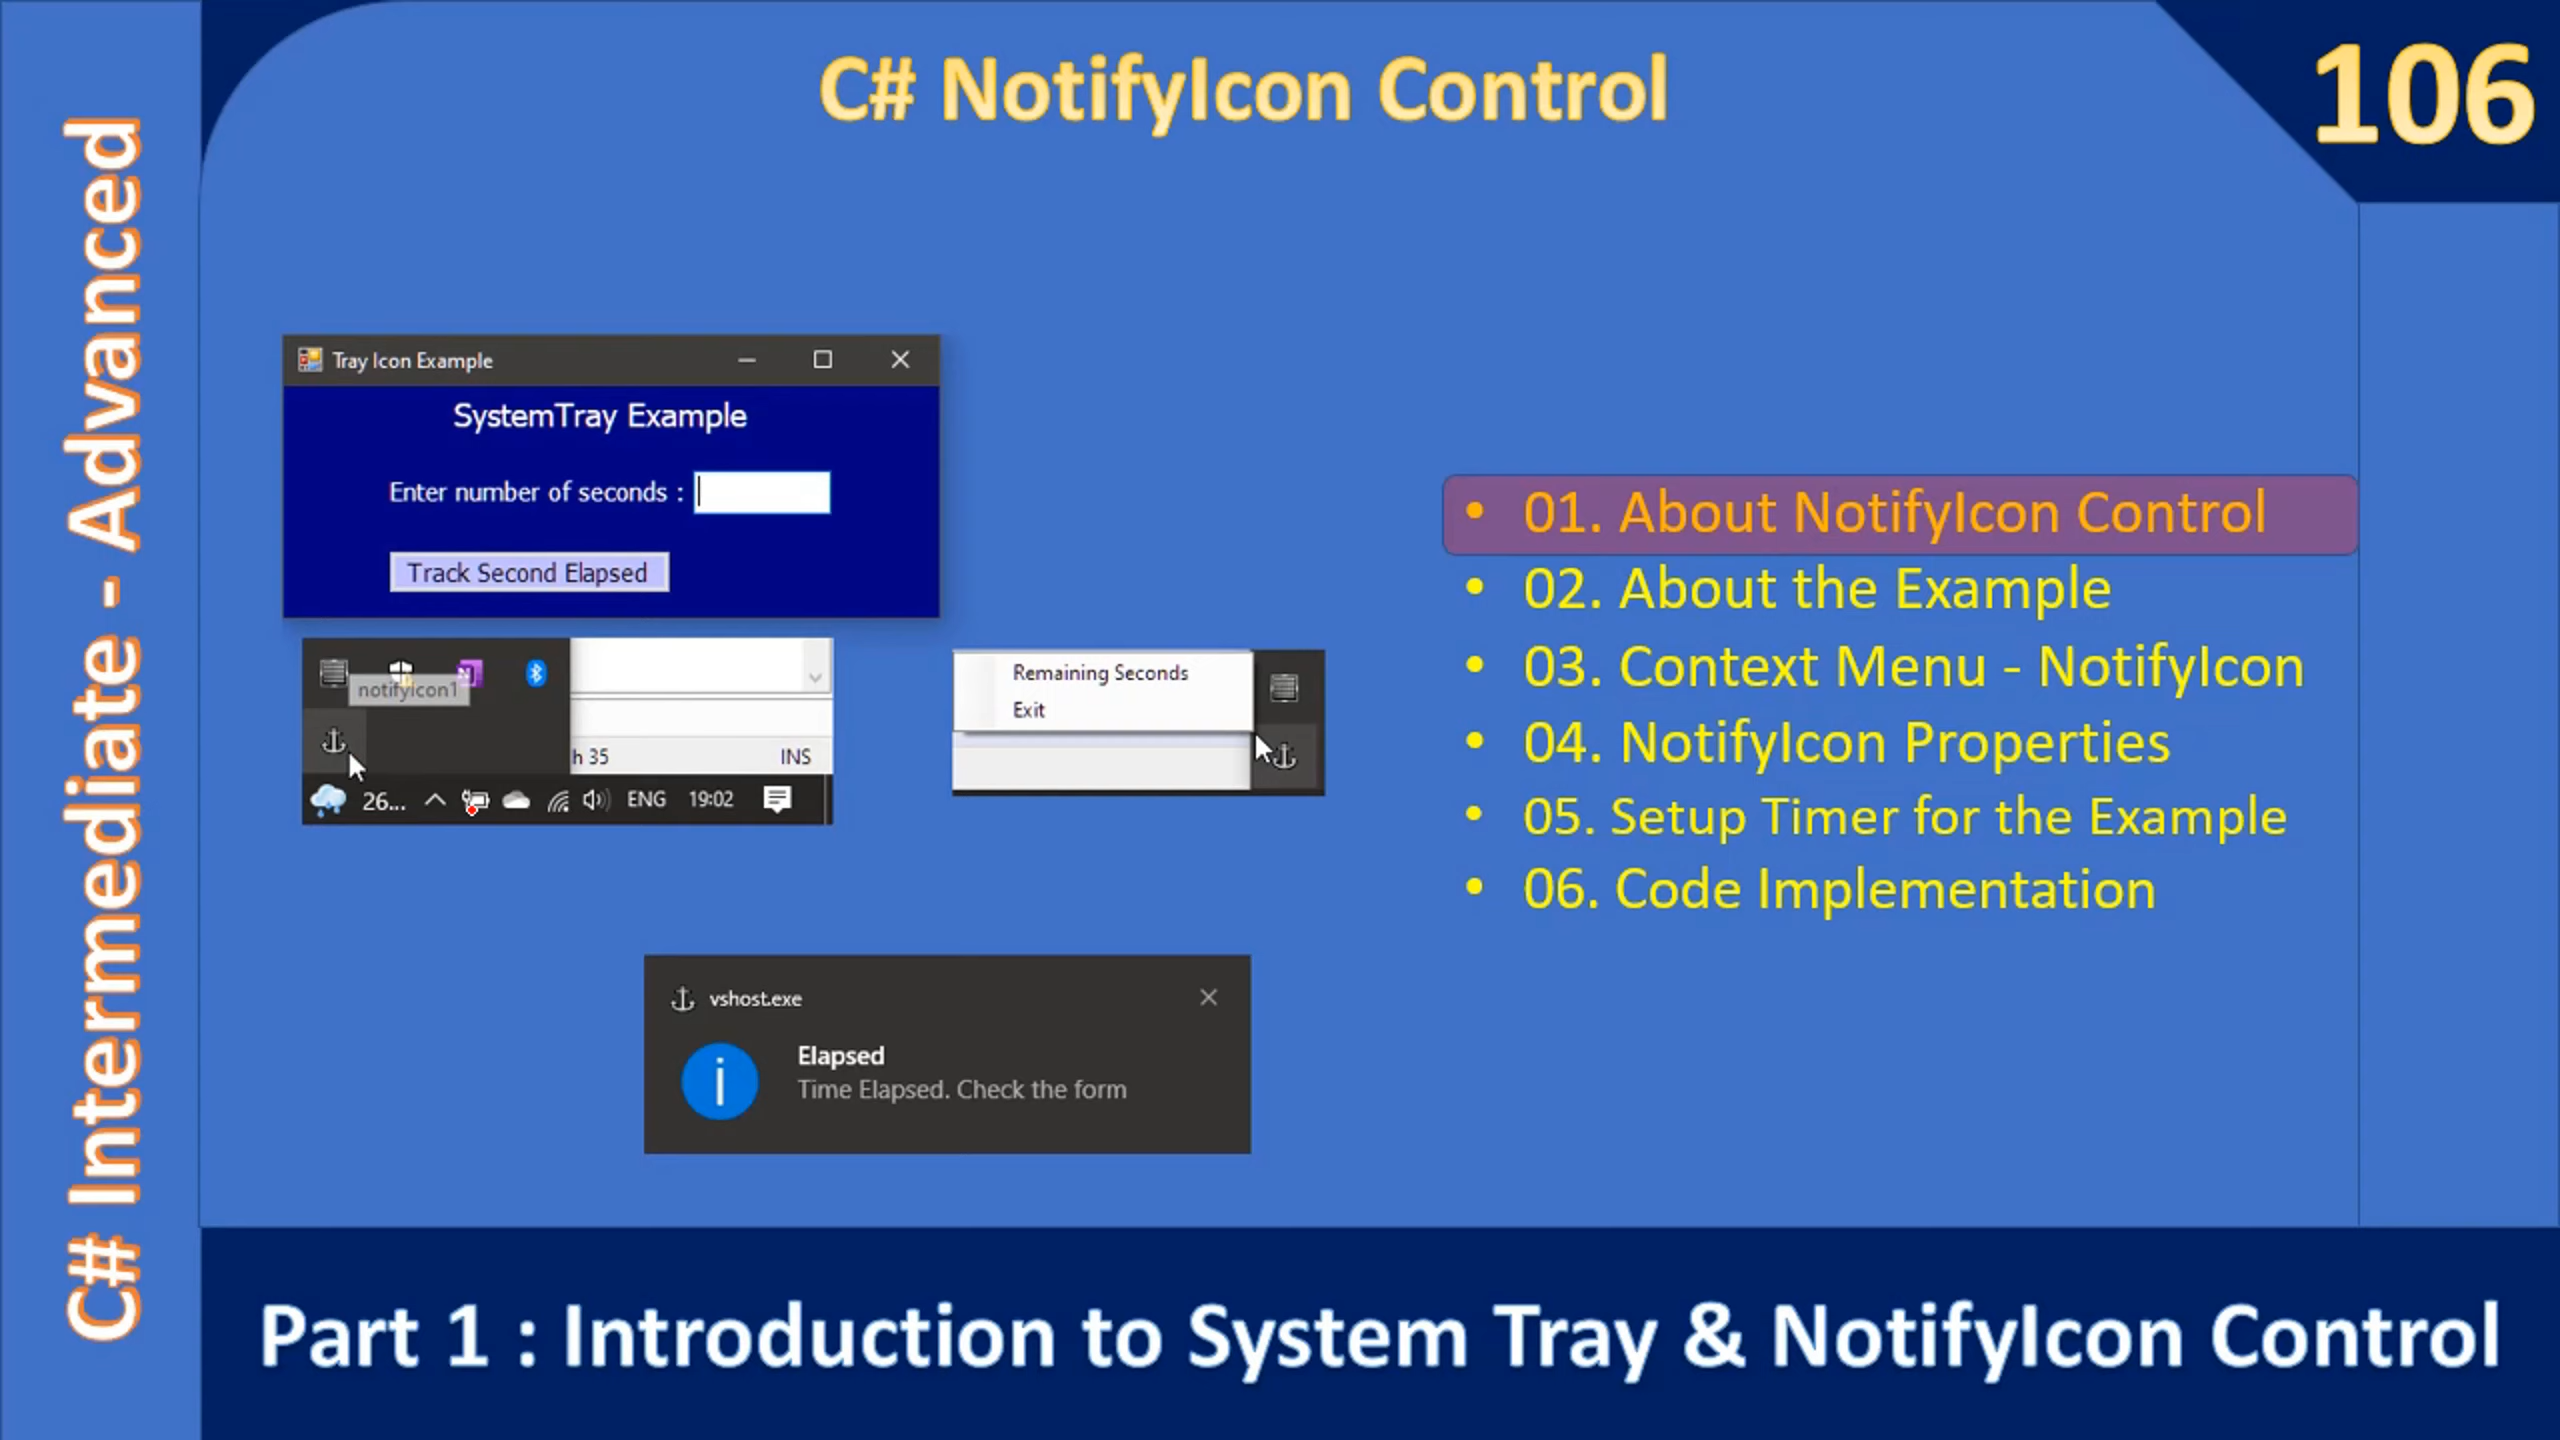 C# NotifyIcon Control
106
C# Intermediate - Advanced
Tray Icon Example
SystemTray Example
Enter number of seconds :
Track Second Elapsed
notifyIcon1
h 35
INS
26...
ENG
19:02
Remaining Seconds
Exit
• 01. About NotifyIcon Control
• 02. About the Example
• 03. Context Menu - NotifyIcon
• 04. NotifyIcon Properties
• 05. Setup Timer for the Example
• 06. Code Implementation
vshost.exe
Elapsed
Time Elapsed. Check the form
Part 1 : Introduction to System Tray & NotifyIcon Control